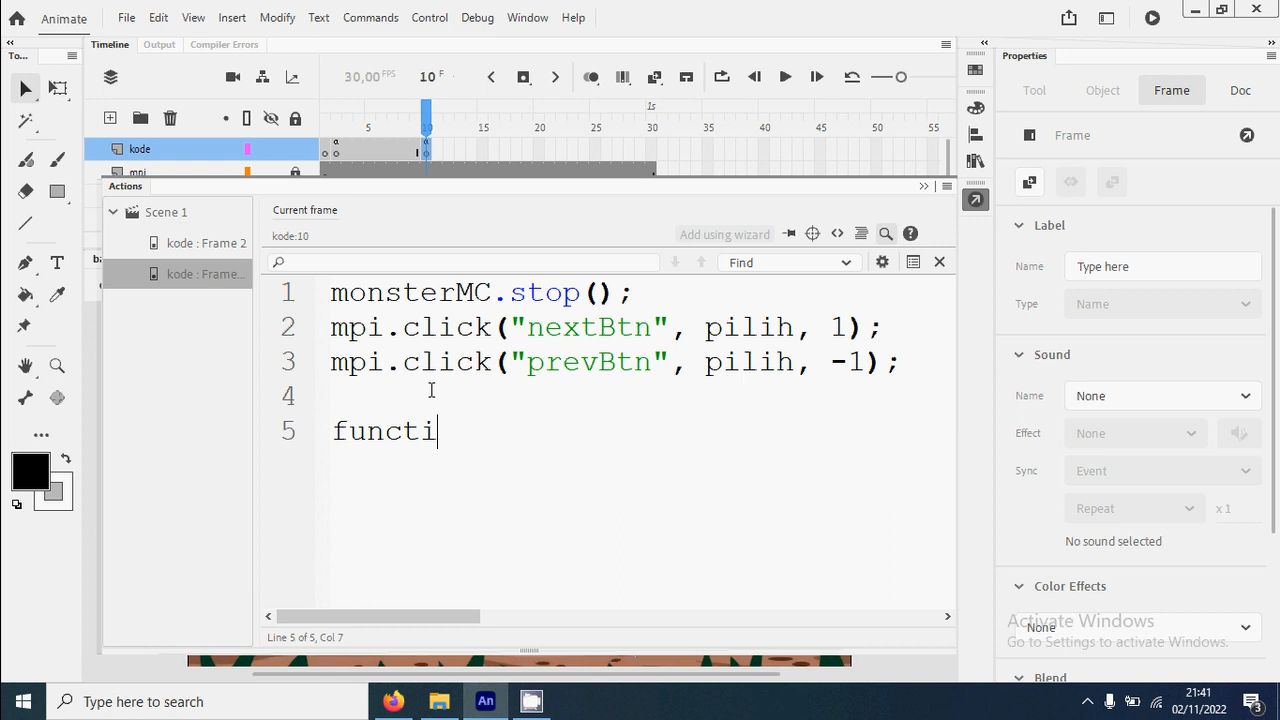 Animate
File Edit View Insert Modify Text Commands Control Debug Window Help
To...
Timeline Output Compiler Errors
30,00 FPS 10 F
1s
5 10 15 20 25 30 35 40 45 50 55
kode
mpi
Actions
Scene 1
kode : Frame 2
kode : Frame...
Current frame
kode:10
Add using wizard
Find
1 monsterMC.stop();
2 mpi.click("nextBtn", pilih, 1);
3 mpi.click("prevBtn", pilih, -1);
4
5 functi
Line 5 of 5, Col 7
Properties
Tool Object Frame Doc
Frame
Label
Name Type here
Type Name
Sound
Name None
Effect None
Sync Event
Repeat x 1
No sound selected
Color Effects
None
Activate Windows
Go to Settings to activate Windows.
Blend
Type here to search
An
21:41
02/11/2022
3